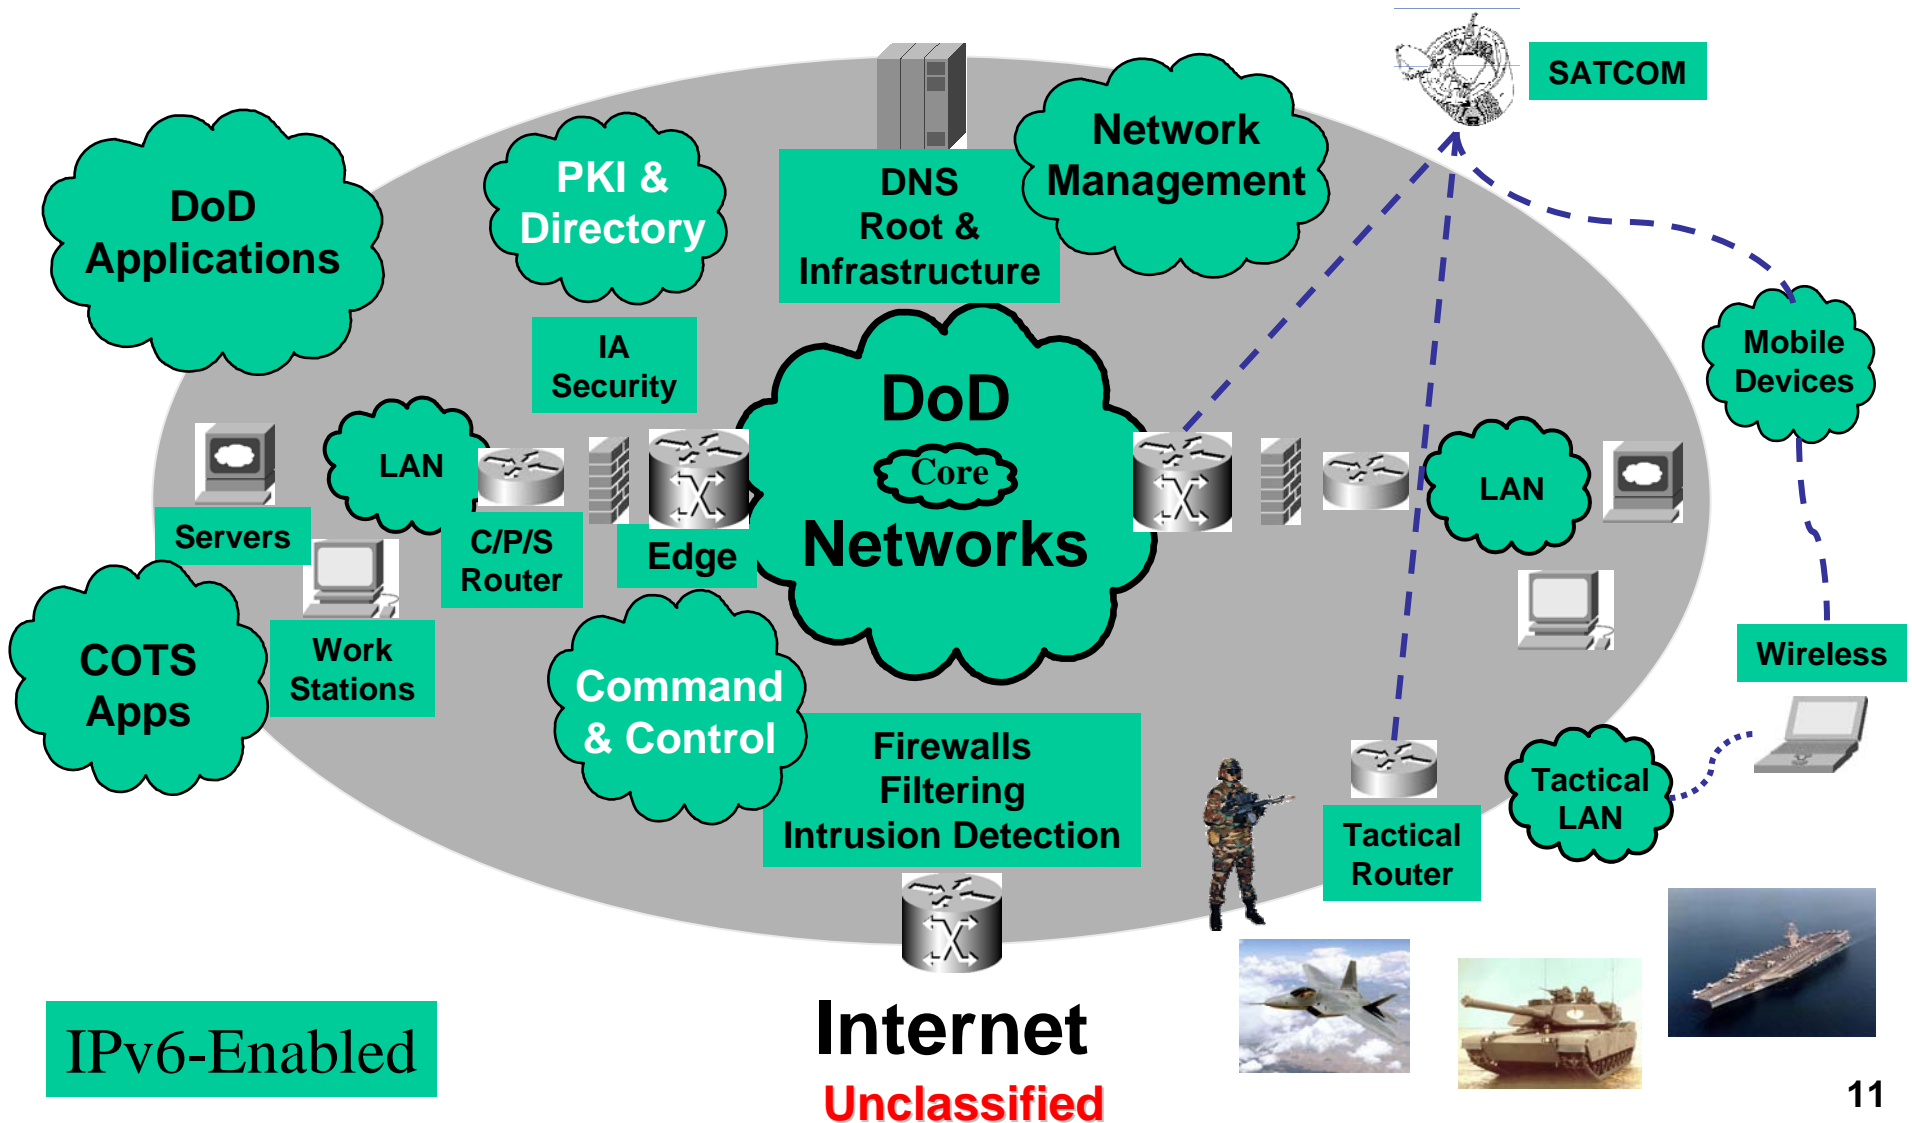 SATCOM
Network
Management
PKI &
Directory
DNS
Root &
Infrastructure
DoD
Applications
Mobile
Devices
IA
Security
DoD
Core
Networks
LAN
LAN
Servers
C/P/S
Router
Edge
Work
Stations
COTS
Apps
Command
& Control
Wireless
Firewalls
Filtering
Intrusion Detection
Tactical
LAN
Tactical
Router
Internet
Unclassified
IPv6-Enabled
11